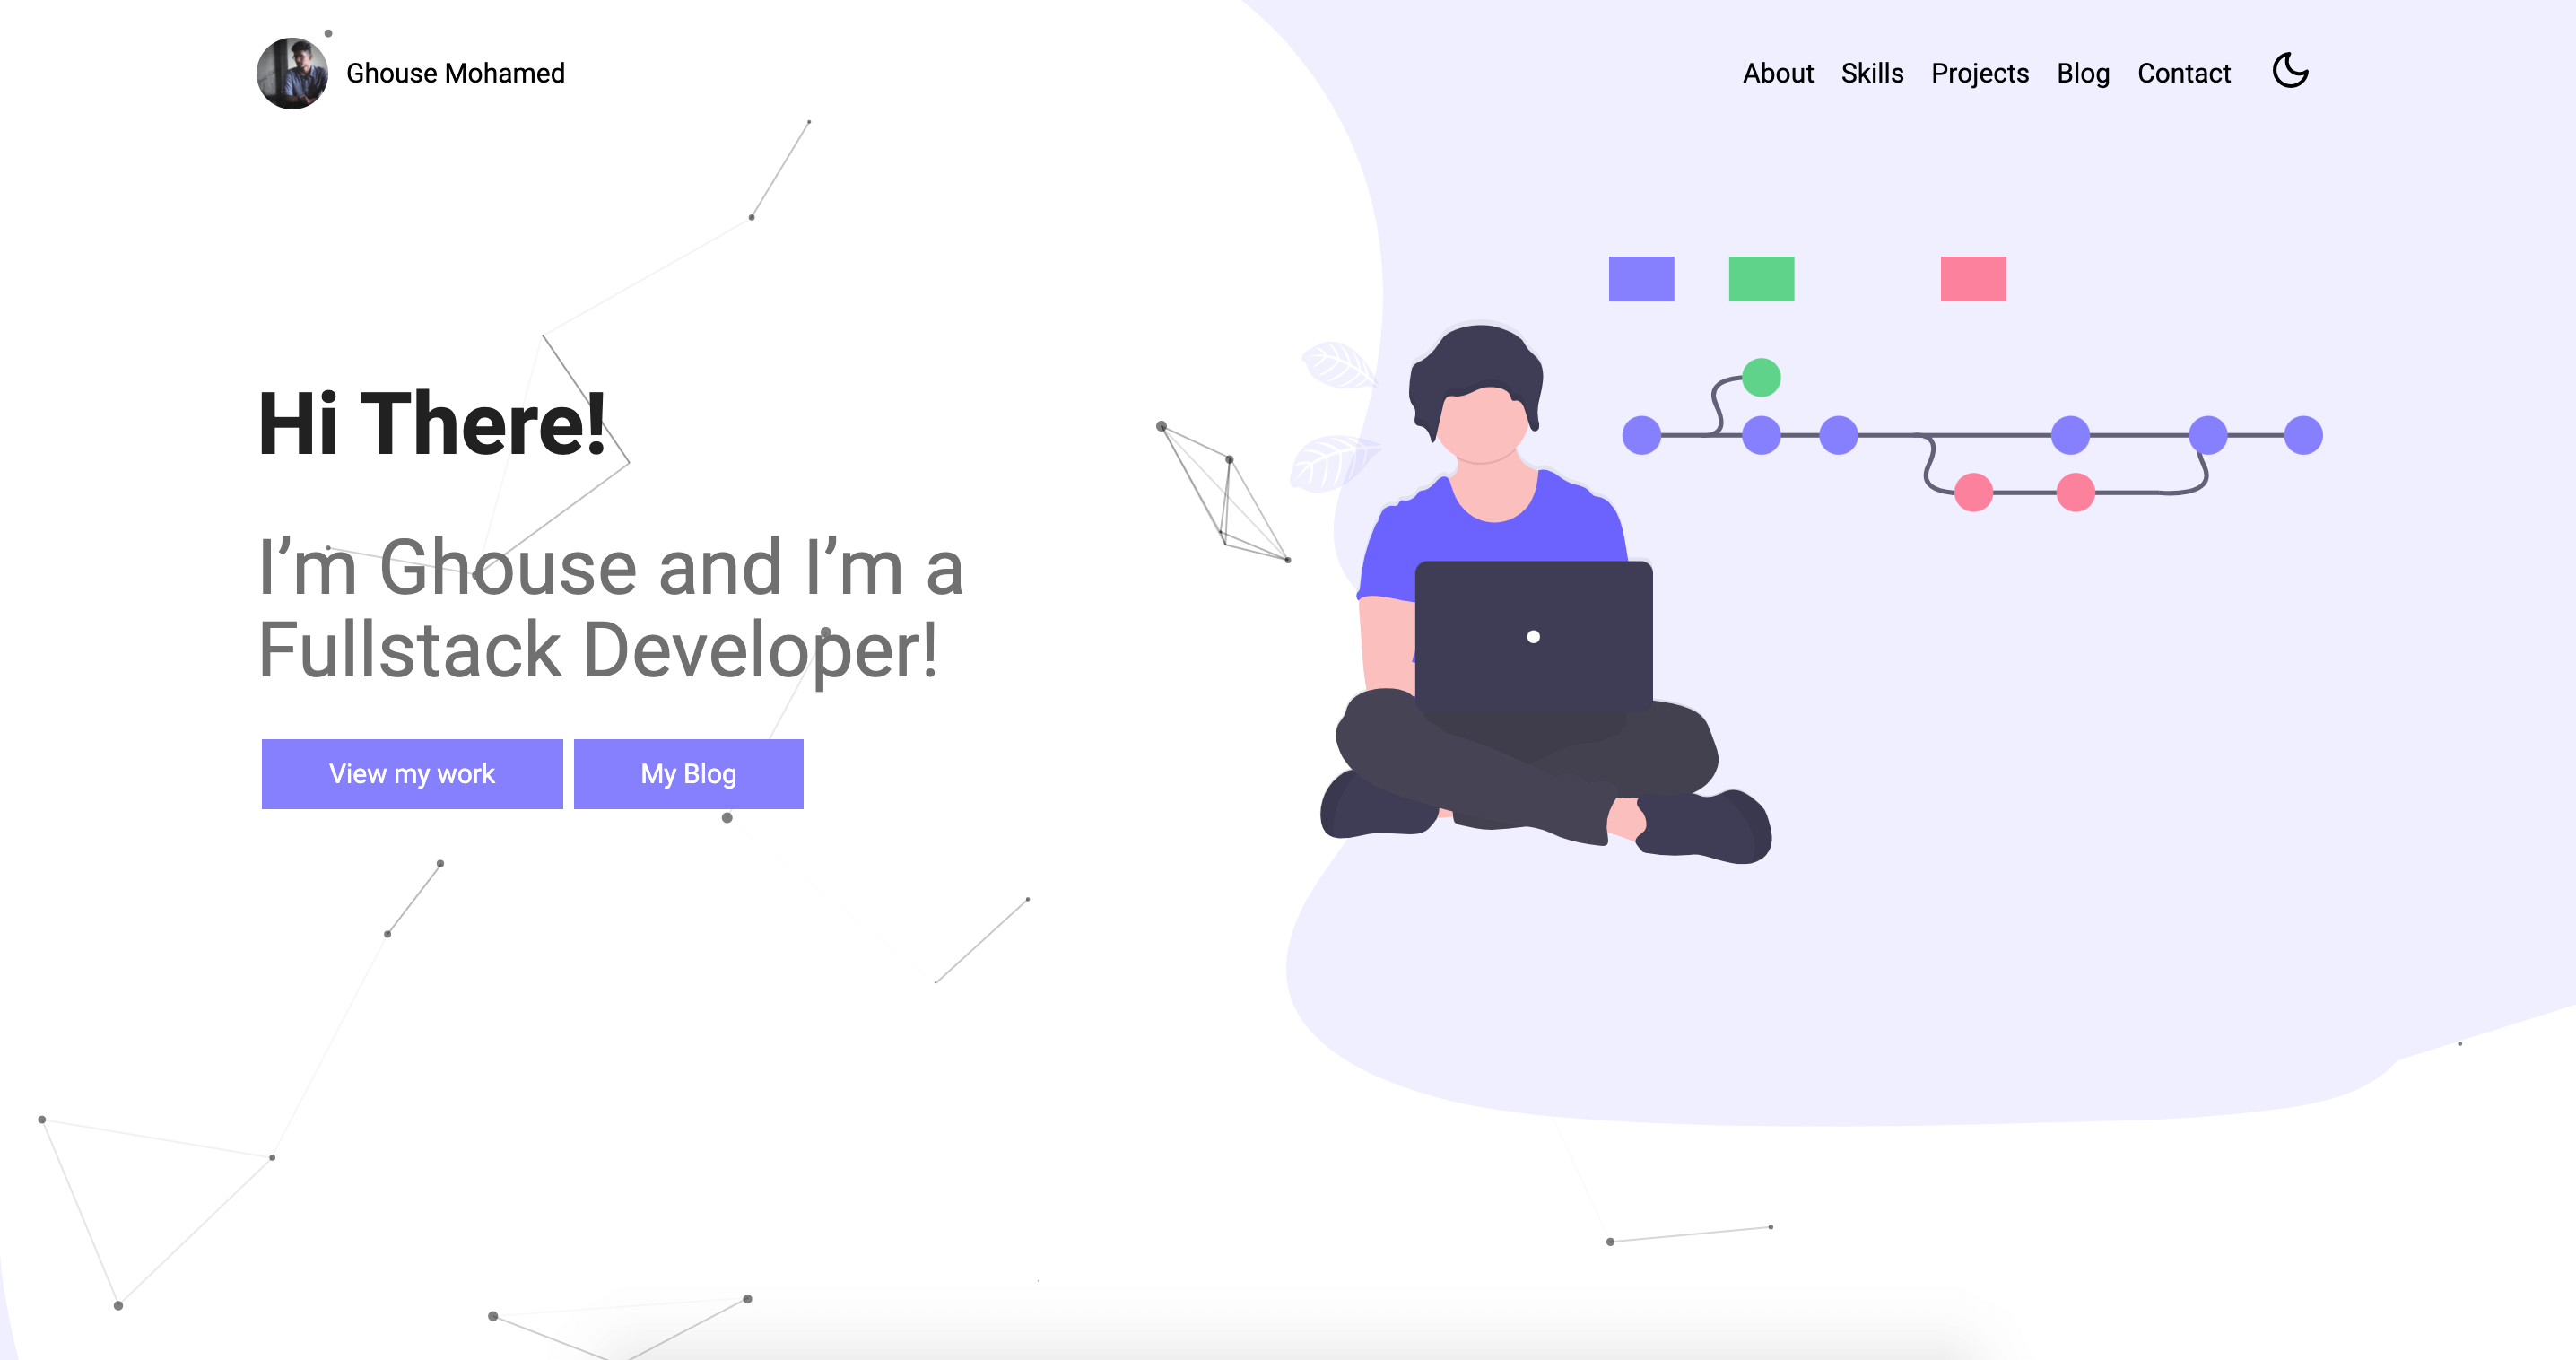 Ghouse Mohamed
About Skills Projects Blog Contact
Hi There!
I’m Ghouse and I’m a
Fullstack Developer!
View my work
My Blog